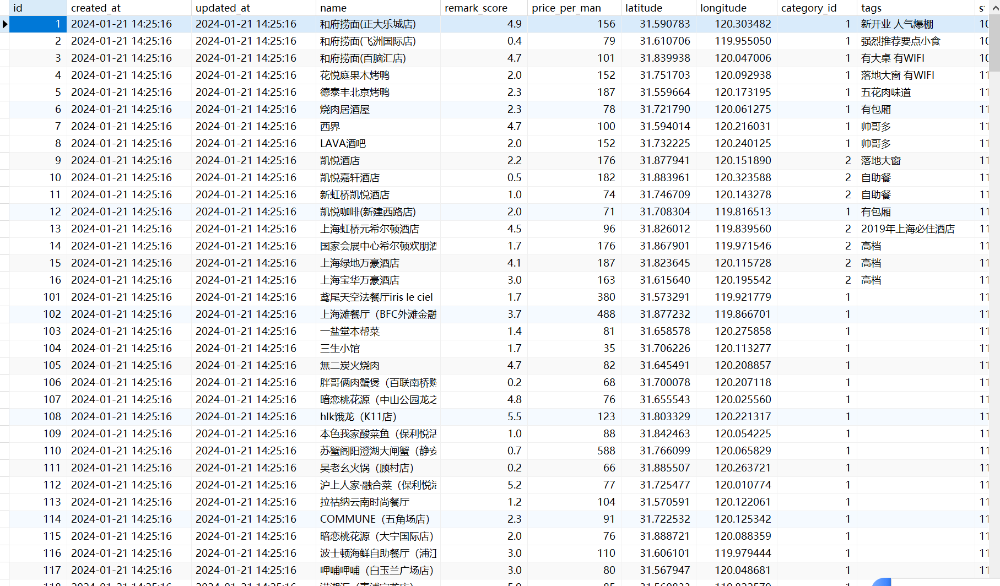 id created_at updated_at name remark_score price_per_man latitude longitude category_id tags
1 2024-01-21 14:25:16 2024-01-21 14:25:16 和府捞面(正大乐城店) 4.9 156 31.590783 120.303482 1 新开业 人气爆棚 10
2 2024-01-21 14:25:16 2024-01-21 14:25:16 和府捞面(飞洲国际店) 0.4 79 31.610706 119.955050 1 强烈推荐要点小食 10
3 2024-01-21 14:25:16 2024-01-21 14:25:16 和府捞面(百脑汇店) 4.7 101 31.839938 120.047006 1 有大桌 有WIFI 10
4 2024-01-21 14:25:16 2024-01-21 14:25:16 花悦庭果木烤鸭 2.0 152 31.751703 120.092938 1 落地大窗 有WIFI 11
5 2024-01-21 14:25:16 2024-01-21 14:25:16 德泰丰北京烤鸭 2.3 187 31.559664 120.173195 1 五花肉味道 11
6 2024-01-21 14:25:16 2024-01-21 14:25:16 烧肉居酒屋 2.3 78 31.721790 120.061275 1 有包厢 11
7 2024-01-21 14:25:16 2024-01-21 14:25:16 西界 4.7 100 31.594014 120.216031 1 帅哥多 11
8 2024-01-21 14:25:16 2024-01-21 14:25:16 LAVA酒吧 2.0 152 31.732225 120.240125 1 帅哥多 11
9 2024-01-21 14:25:16 2024-01-21 14:25:16 凯悦酒店 2.2 176 31.877941 120.151890 2 落地大窗 11
10 2024-01-21 14:25:16 2024-01-21 14:25:16 凯悦嘉轩酒店 0.5 182 31.883961 120.323588 2 自助餐 11
11 2024-01-21 14:25:16 2024-01-21 14:25:16 新虹桥凯悦酒店 1.0 74 31.746709 120.143278 2 自助餐 11
12 2024-01-21 14:25:16 2024-01-21 14:25:16 凯悦咖啡(新建西路店) 2.0 71 31.708304 119.816513 1 有包厢 11
13 2024-01-21 14:25:16 2024-01-21 14:25:16 上海虹桥元希尔顿酒店 4.5 96 31.826012 119.839560 2 2019年上海必住酒店 11
14 2024-01-21 14:25:16 2024-01-21 14:25:16 国家会展中心希尔顿欢朋酒 1.7 176 31.867901 119.971546 2 高档 11
15 2024-01-21 14:25:16 2024-01-21 14:25:16 上海绿地万豪酒店 4.1 187 31.823645 120.115728 2 高档 11
16 2024-01-21 14:25:16 2024-01-21 14:25:16 上海宝华万豪酒店 3.0 163 31.615640 120.195542 2 高档 11
101 2024-01-21 14:25:16 2024-01-21 14:25:16 鸢尾天空法餐厅iris le ciel 1.7 380 31.573291 119.921779 1 11
102 2024-01-21 14:25:16 2024-01-21 14:25:16 上海滩餐厅（BFC外滩金融 3.7 488 31.877232 119.866701 1 11
103 2024-01-21 14:25:16 2024-01-21 14:25:16 一盐堂本帮菜 1.4 81 31.658578 120.275858 1 11
104 2024-01-21 14:25:16 2024-01-21 14:25:16 三生小馆 1.7 35 31.706226 120.113277 1 11
105 2024-01-21 14:25:16 2024-01-21 14:25:16 無二炭火烧肉 4.7 82 31.645491 120.208857 1 11
106 2024-01-21 14:25:16 2024-01-21 14:25:16 胖哥俩肉蟹煲（百联南桥购 0.2 68 31.700078 120.207118 1 11
107 2024-01-21 14:25:16 2024-01-21 14:25:16 暗恋桃花源（中山公园龙之 4.8 76 31.655543 120.025560 1 11
108 2024-01-21 14:25:16 2024-01-21 14:25:16 hlk饿龙（K11店） 5.5 123 31.803329 120.221317 1 11
109 2024-01-21 14:25:16 2024-01-21 14:25:16 本色我家酸菜鱼（保利悦活 1.0 88 31.842463 120.054225 1 11
110 2024-01-21 14:25:16 2024-01-21 14:25:16 苏蟹阁阳澄湖大闸蟹（静安 0.7 588 31.766099 120.065829 1 11
111 2024-01-21 14:25:16 2024-01-21 14:25:16 吴老幺火锅（顾村店） 0.2 66 31.885507 120.263721 1 11
112 2024-01-21 14:25:16 2024-01-21 14:25:16 沪上人家·融合菜（保利悦活 5.2 77 31.725477 120.010774 1 11
113 2024-01-21 14:25:16 2024-01-21 14:25:16 拉祜纳云南时尚餐厅 1.2 104 31.570591 120.122061 1 11
114 2024-01-21 14:25:16 2024-01-21 14:25:16 COMMUNE（五角场店） 2.3 91 31.722532 120.125342 1 11
115 2024-01-21 14:25:16 2024-01-21 14:25:16 暗恋桃花源（大宁国际店） 2.0 76 31.888721 120.088359 1 11
116 2024-01-21 14:25:16 2024-01-21 14:25:16 波士顿海鲜自助餐厅（浦江 3.0 110 31.606101 119.979444 1 11
117 2024-01-21 14:25:16 2024-01-21 14:25:16 呷哺呷哺（白玉兰广场店） 3.0 80 31.567947 120.048681 1 11